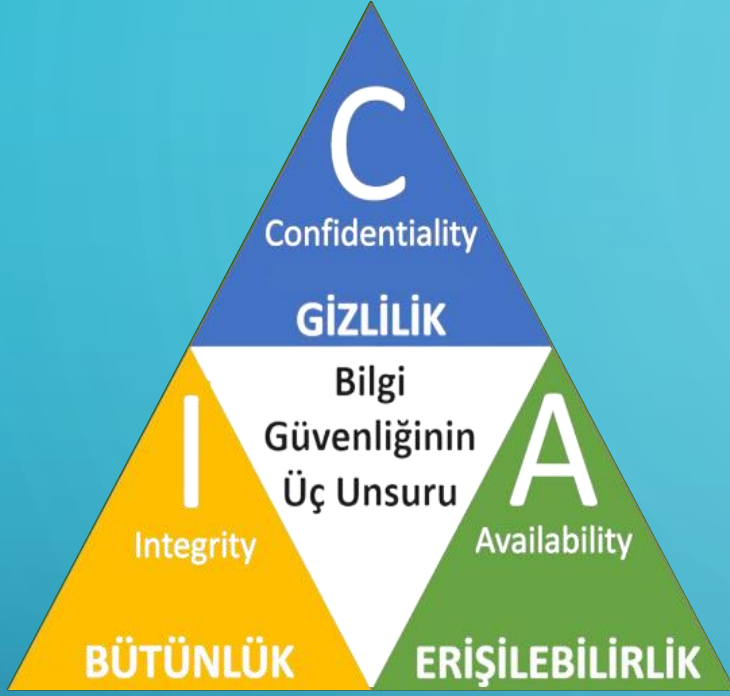 C
Confidentiality
GİZLİLİK
Bilgi
Güvenliğinin
Üç Unsuru
I
Integrity
BÜTÜNLÜK
A
Availability
ERİŞİLEBİLİRLİK